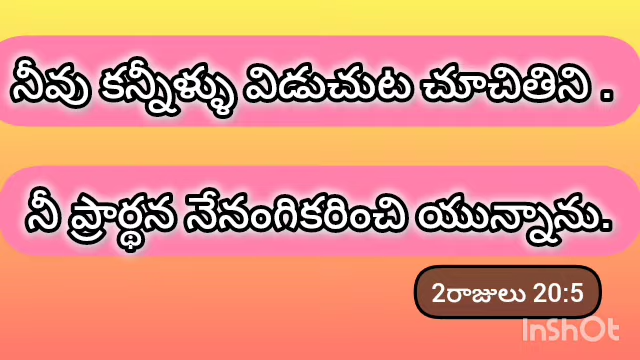 నీవు కన్నీళ్ళు విడుచుట చూచితిని .
నీ ప్రార్థన నేనంగికరించి యున్నాను.
2రాజులు 20:5
InShOt